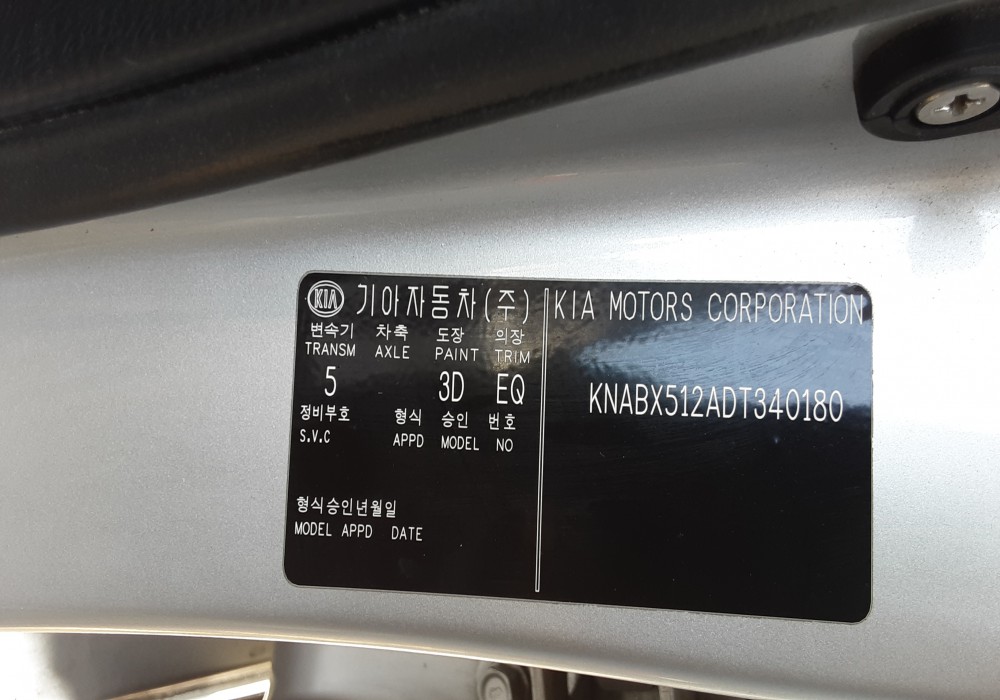 KIA 기아자동차(주)
변속기 차축 도장 의장
TRANSM AXLE PAINT TRIM
5 3D EQ
정비부호 형식 승인 번호
S.V.C APPD MODEL NO
형식승인년월일
MODEL APPD DATE
KIA MOTORS CORPORATION
KNABX512ADT340180